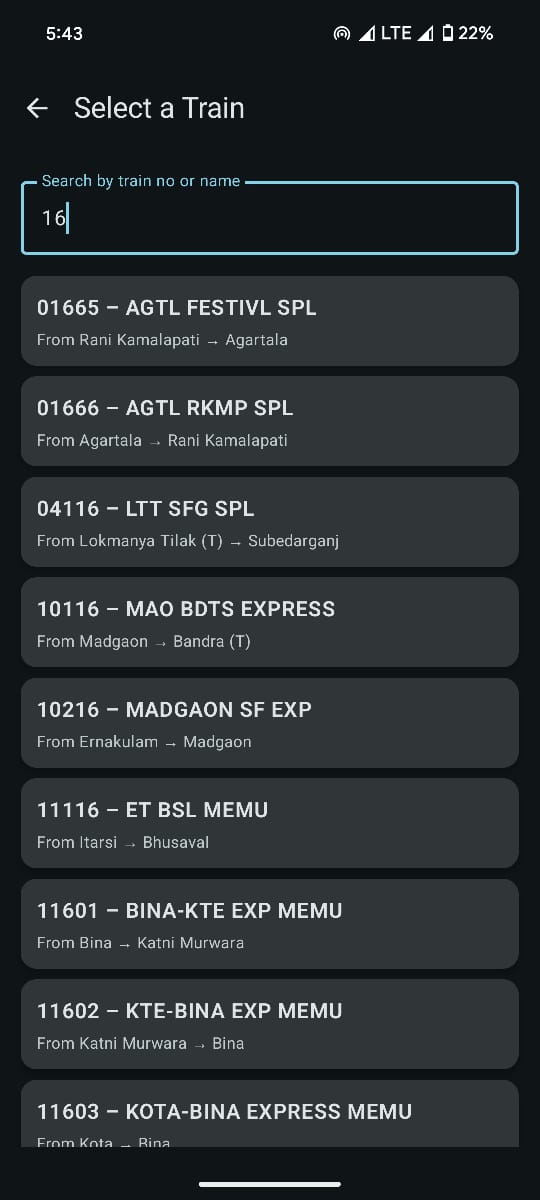 5:43 LTE 22%
Select a Train
Search by train no or name
16
01665 – AGTL FESTIVL SPL
From Rani Kamalapati → Agartala
01666 – AGTL RKMP SPL
From Agartala → Rani Kamalapati
04116 – LTT SFG SPL
From Lokmanya Tilak (T) → Subedarganj
10116 – MAO BDTS EXPRESS
From Madgaon → Bandra (T)
10216 – MADGAON SF EXP
From Ernakulam → Madgaon
11116 – ET BSL MEMU
From Itarsi → Bhusaval
11601 – BINA-KTE EXP MEMU
From Bina → Katni Murwara
11602 – KTE-BINA EXP MEMU
From Katni Murwara → Bina
11603 – KOTA-BINA EXPRESS MEMU
From Kota → Bina